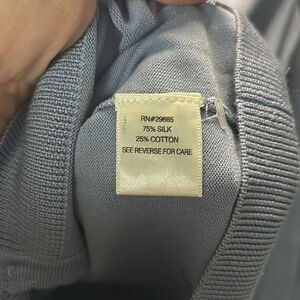 RN#29685
75% SILK
25% COTTON
SEE REVERSE FOR CARE